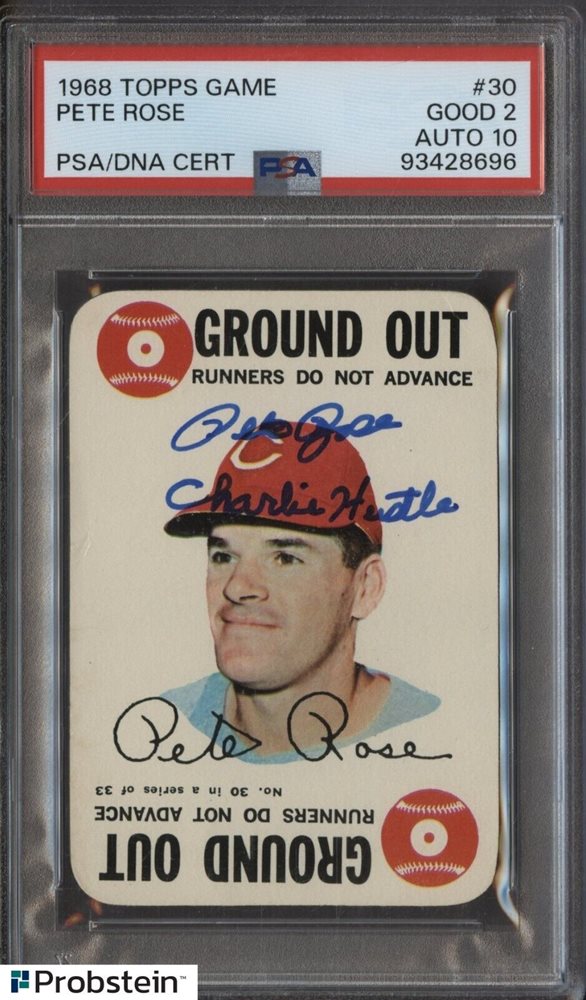 1968 TOPPS GAME #30
PETE ROSE GOOD 2
AUTO 10
PSA/DNA CERT PSA 93428696
GROUND OUT
RUNNERS DO NOT ADVANCE
Pete Rose
C
Charlie Hustle
Pete Rose
No. 30 in a series of 33
RUNNERS DO NOT ADVANCE
GROUND OUT
Probstein™